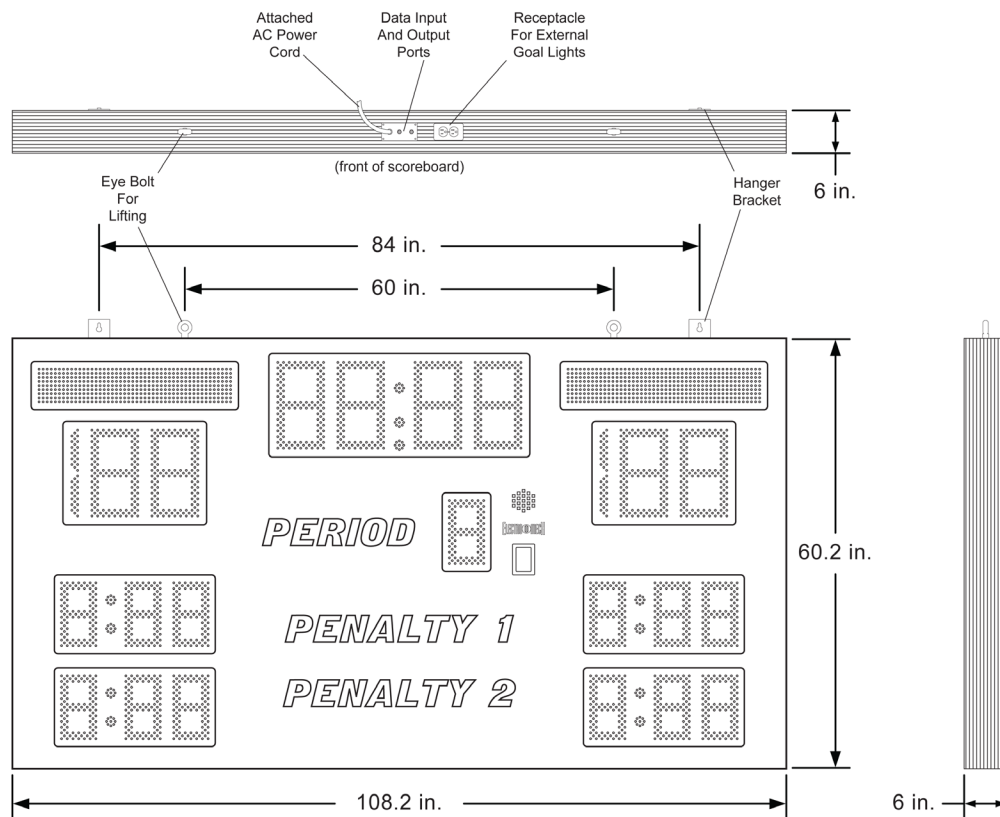 Attached
AC Power
Cord
Data Input
And Output
Ports
Receptacle
For External
Goal Lights
(front of scoreboard)
6 in.
Eye Bolt
For
Lifting
Hanger
Bracket
84 in.
60 in.
PERIOD
60.2 in.
PENALTY 1
PENALTY 2
108.2 in.
6 in.